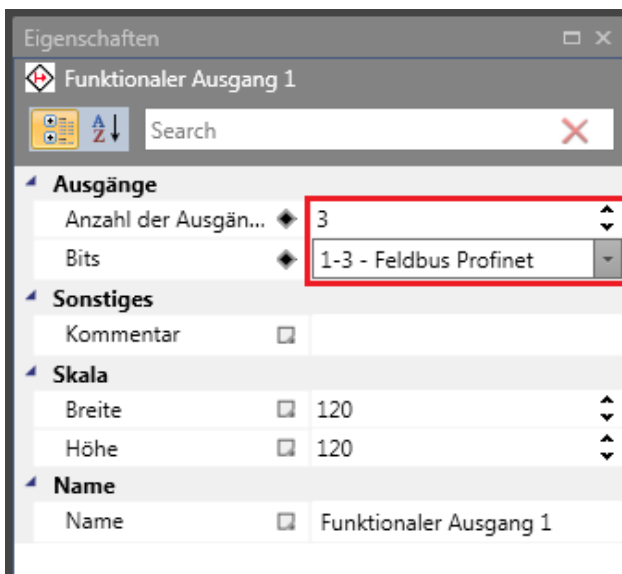 Eigenschaften
Funktionaler Ausgang 1
A Z Search
Ausgänge
Anzahl der Ausgän... 3
Bits 1-3 - Feldbus Profinet
Sonstiges
Kommentar
Skala
Breite 120
Höhe 120
Name
Name Funktionaler Ausgang 1